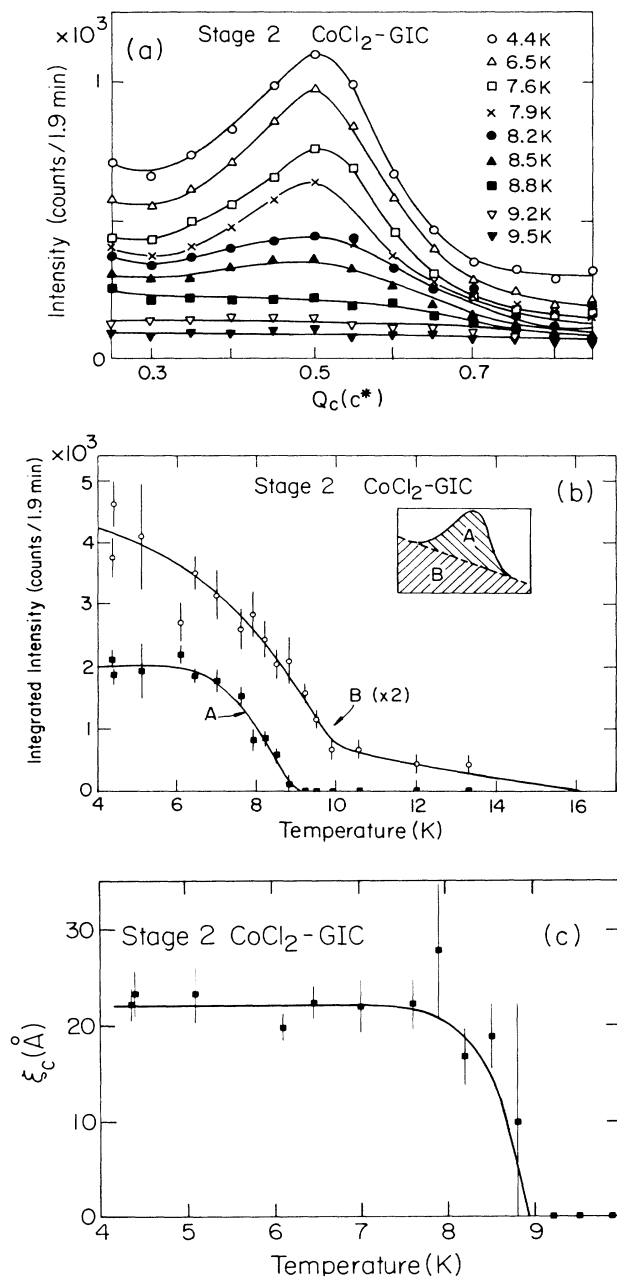 ×10³
(a)
Stage 2 CoCl₂-GIC
1
0
Intensity (counts / 1.9 min)
4.4K
6.5K
7.6K
7.9K
8.2K
8.5K
8.8K
9.2K
9.5K
0.3 0.5 0.7
Q_c(c*)
×10³
Stage 2 CoCl₂-GIC
(b)
5
4
3
2
1
0
Integrated Intensity (counts / 1.9 min)
A
B
A
B (×2)
4 6 8 10 12 14 16
Temperature (K)
Stage 2 CoCl₂-GIC
(c)
30
20
10
0
ξ_c(Å)
4 5 6 7 8 9
Temperature (K)